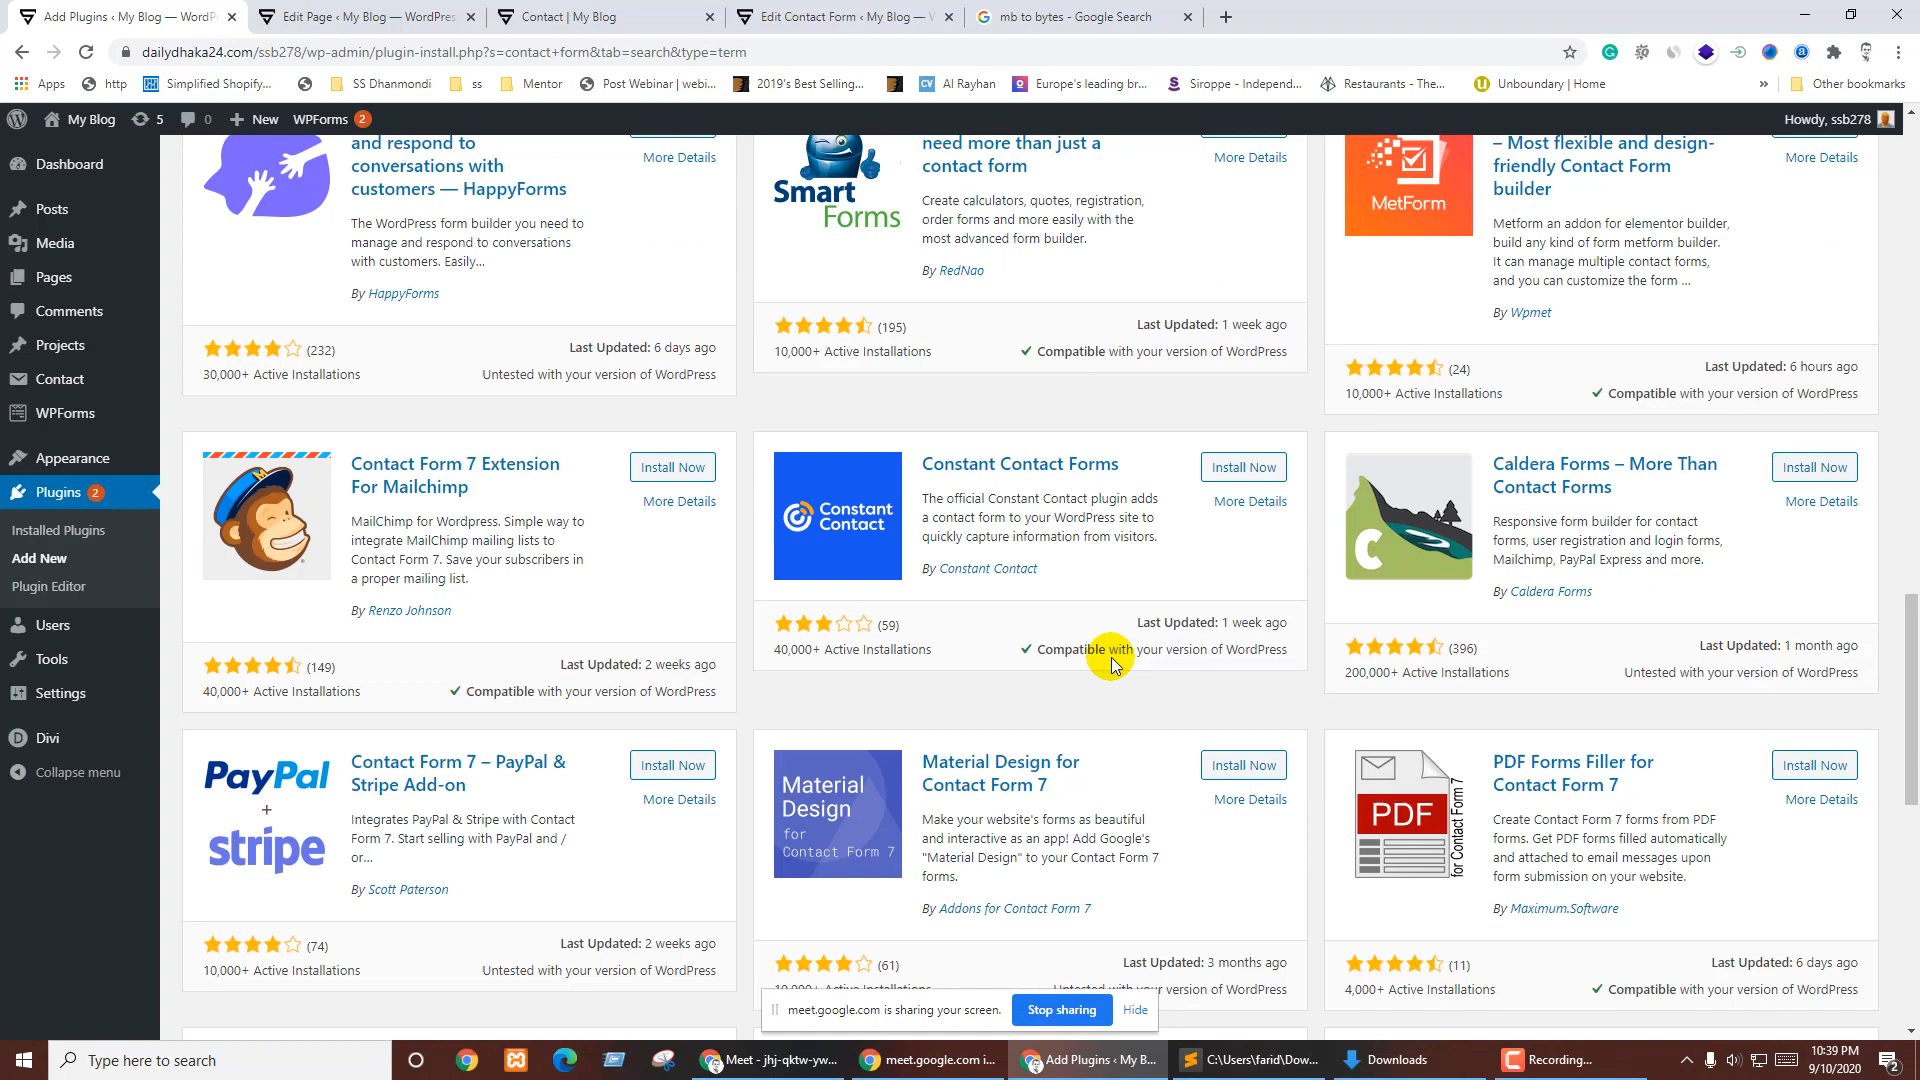 Add Plugins ‹ My Blog — WordPr
Edit Page ‹ My Blog — WordPres
Contact | My Blog
Edit Contact Form ‹ My Blog — W
mb to bytes - Google Search
dailydhaka24.com/ssb278/wp-admin/plugin-install.php?s=contact+form&tab=search&type=term
Apps
http
Simplified Shopify...
SS Dhanmondi
ss
Mentor
Post Webinar | webi...
2019's Best Selling...
CV
Al Rayhan
Europe's leading br...
Siroppe - Independ...
Restaurants - The...
Unboundary | Home
Other bookmarks
My Blog
5
0
New
WPForms 2
Howdy, ssb278
Dashboard
Posts
Media
Pages
Comments
Projects
Contact
WPForms
Appearance
Plugins 2
Installed Plugins
Add New
Plugin Editor
Users
Tools
Settings
Divi
Collapse menu
and respond to
conversations with
customers — HappyForms
More Details
The WordPress form builder you need to
manage and respond to conversations
with customers. Easily...
By HappyForms
(232)
30,000+ Active Installations
Last Updated: 6 days ago
Untested with your version of WordPress
Smart
Forms
need more than just a
contact form
More Details
Create calculators, quotes, registration,
order forms and more easily with the
most advanced form builder.
By RedNao
(195)
10,000+ Active Installations
Last Updated: 1 week ago
Compatible with your version of WordPress
MetForm
– Most flexible and design-
friendly Contact Form
builder
More Details
Metform an addon for elementor builder,
build any kind of form metform builder.
It can manage multiple contact forms,
and you can customize the form ...
By Wpmet
(24)
10,000+ Active Installations
Last Updated: 6 hours ago
Compatible with your version of WordPress
Contact Form 7 Extension
For Mailchimp
Install Now
More Details
MailChimp for Wordpress. Simple way to
integrate MailChimp mailing lists to
Contact Form 7. Save your subscribers in
a proper mailing list.
By Renzo Johnson
(149)
40,000+ Active Installations
Last Updated: 2 weeks ago
Compatible with your version of WordPress
Constant
Contact
Constant Contact Forms
Install Now
More Details
The official Constant Contact plugin adds
a contact form to your WordPress site to
quickly capture information from visitors.
By Constant Contact
(59)
40,000+ Active Installations
Last Updated: 1 week ago
Compatible with your version of WordPress
C
Caldera Forms – More Than
Contact Forms
Install Now
More Details
Responsive form builder for contact
forms, user registration and login forms,
Mailchimp, PayPal Express and more.
By Caldera Forms
(396)
200,000+ Active Installations
Last Updated: 1 month ago
Untested with your version of WordPress
PayPal
+
stripe
Contact Form 7 – PayPal &
Stripe Add-on
Install Now
More Details
Integrates PayPal & Stripe with Contact
Form 7. Start selling with PayPal and /
or...
By Scott Paterson
(74)
10,000+ Active Installations
Last Updated: 2 weeks ago
Untested with your version of WordPress
Material
Design
for
Contact Form 7
Material Design for
Contact Form 7
Install Now
More Details
Make your website's forms as beautiful
and interactive as an app! Add Google's
"Material Design" to your Contact Form 7
forms.
By Addons for Contact Form 7
(61)
10,000+ Active Installations
Last Updated: 3 months ago
Untested with your version of WordPress
PDF
for Contact Form 7
PDF Forms Filler for
Contact Form 7
Install Now
More Details
Create Contact Form 7 forms from PDF
forms. Get PDF forms filled automatically
and attached to email messages upon
form submission on your website.
By Maximum.Software
(11)
4,000+ Active Installations
Last Updated: 6 days ago
Compatible with your version of WordPress
meet.google.com is sharing your screen.
Stop sharing
Hide
Type here to search
Meet - jhj-qktw-yw...
meet.google.com i...
Add Plugins ‹ My B...
C:\Users\farid\Dow...
Downloads
Recording...
10:39 PM
9/10/2020
2